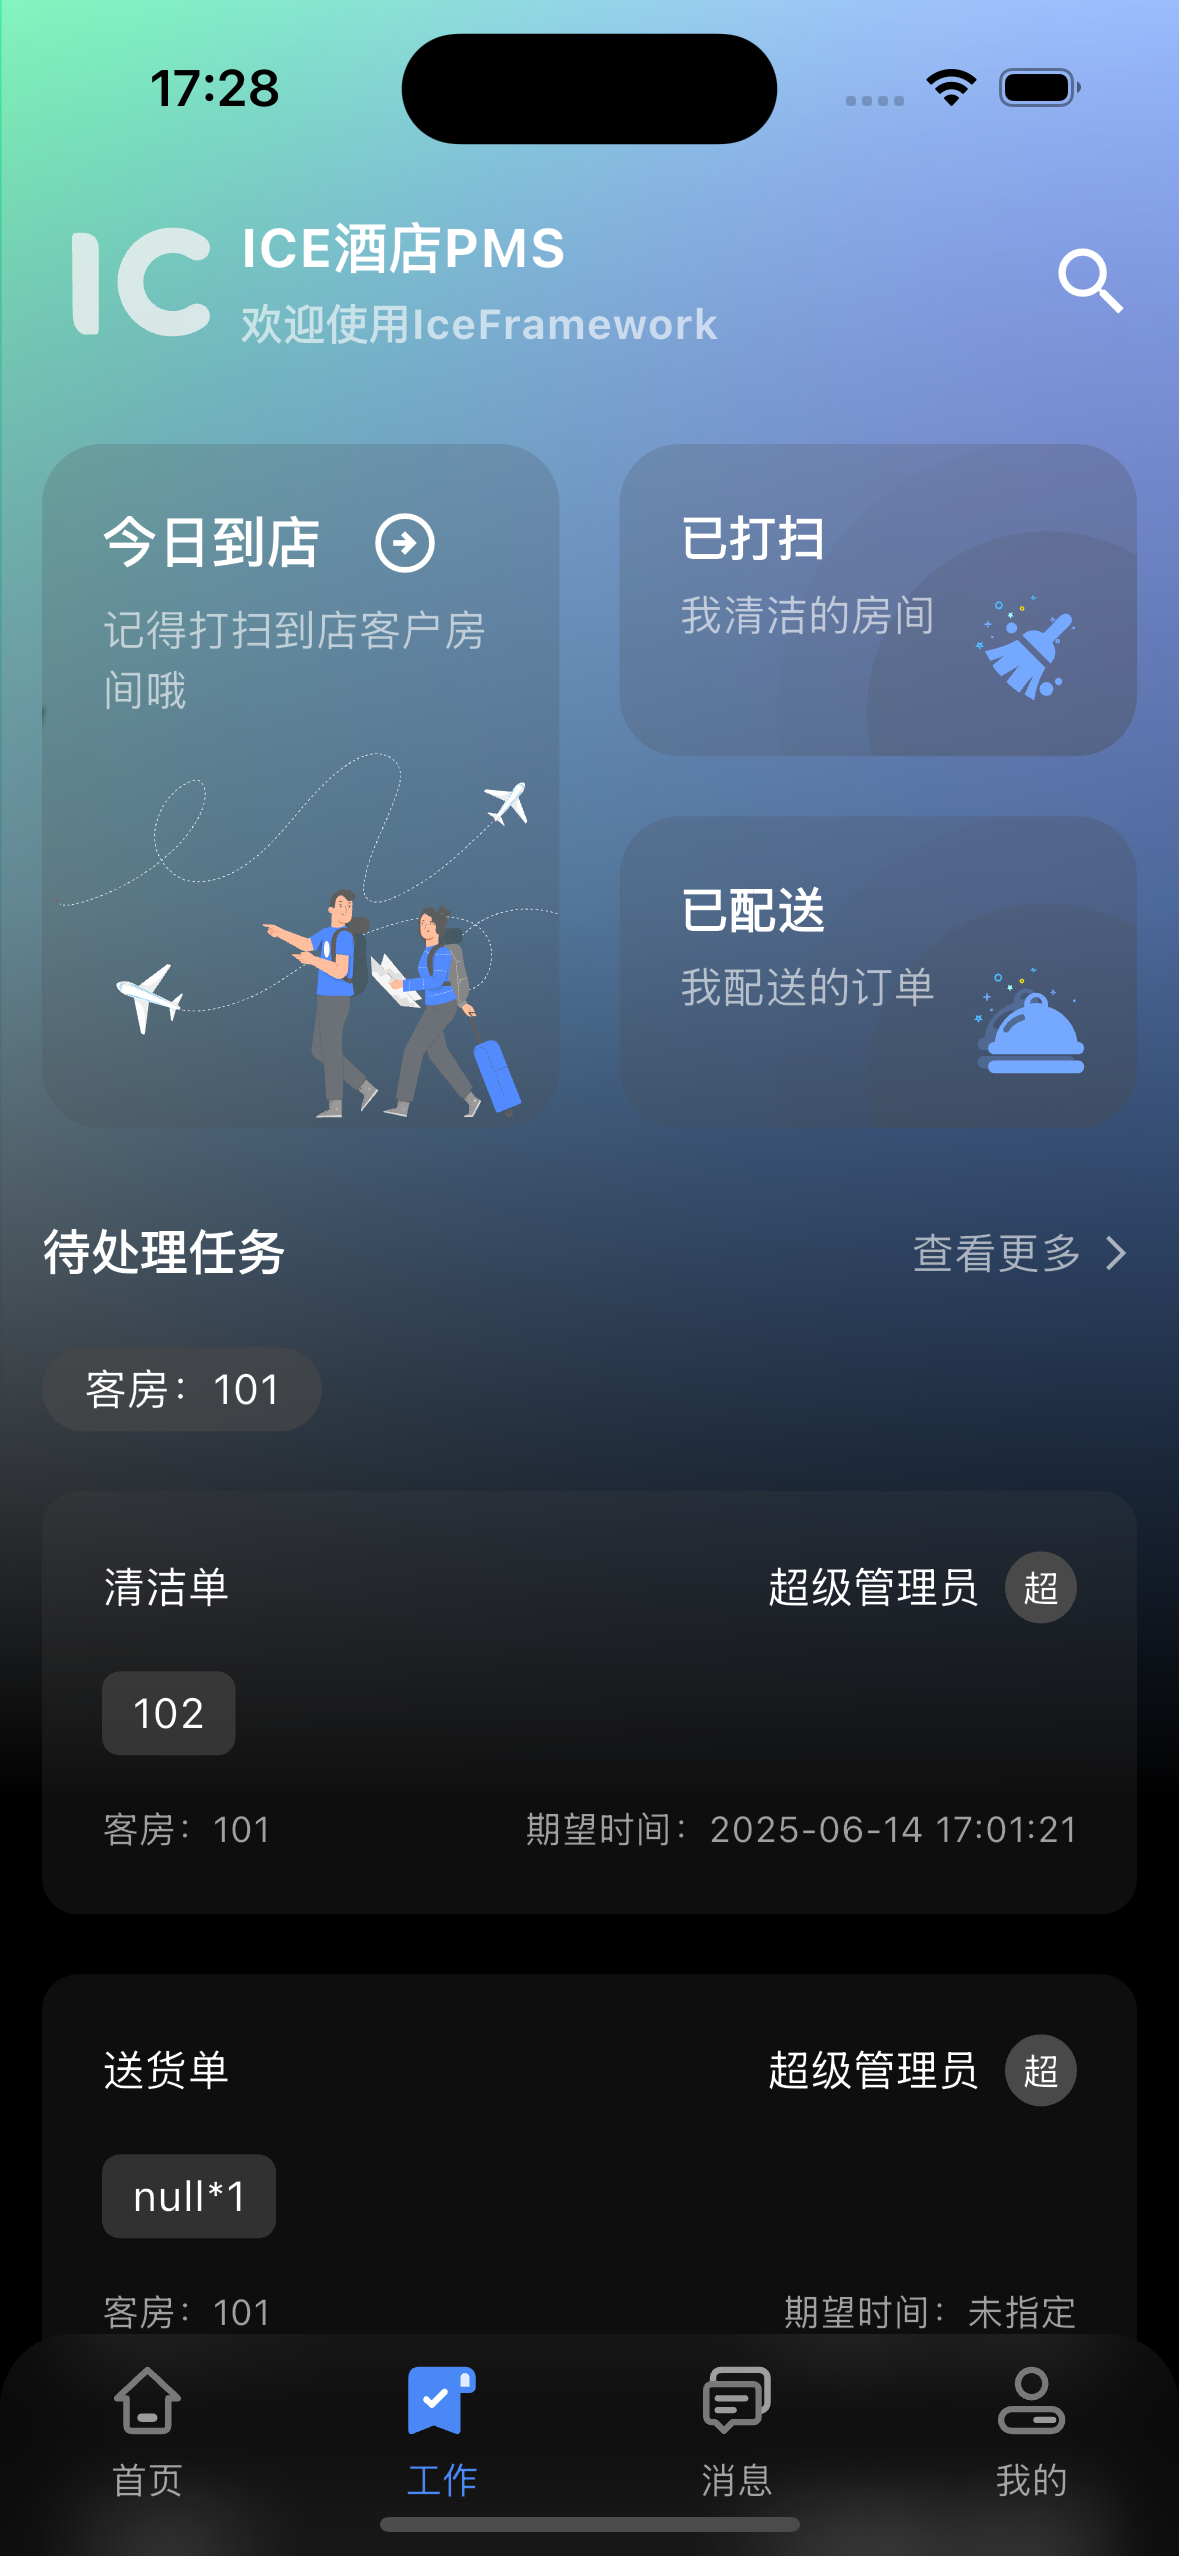 17:28
IC
ICE酒店PMS
欢迎使用IceFramework
今日到店
记得打扫到店客户房
间哦
已打扫
我清洁的房间
已配送
我配送的订单
待处理任务
查看更多
客房：101
清洁单
超级管理员 超
102
客房：101
期望时间：2025-06-14 17:01:21
送货单
超级管理员 超
null*1
客房：101
期望时间：未指定
首页
工作
消息
我的